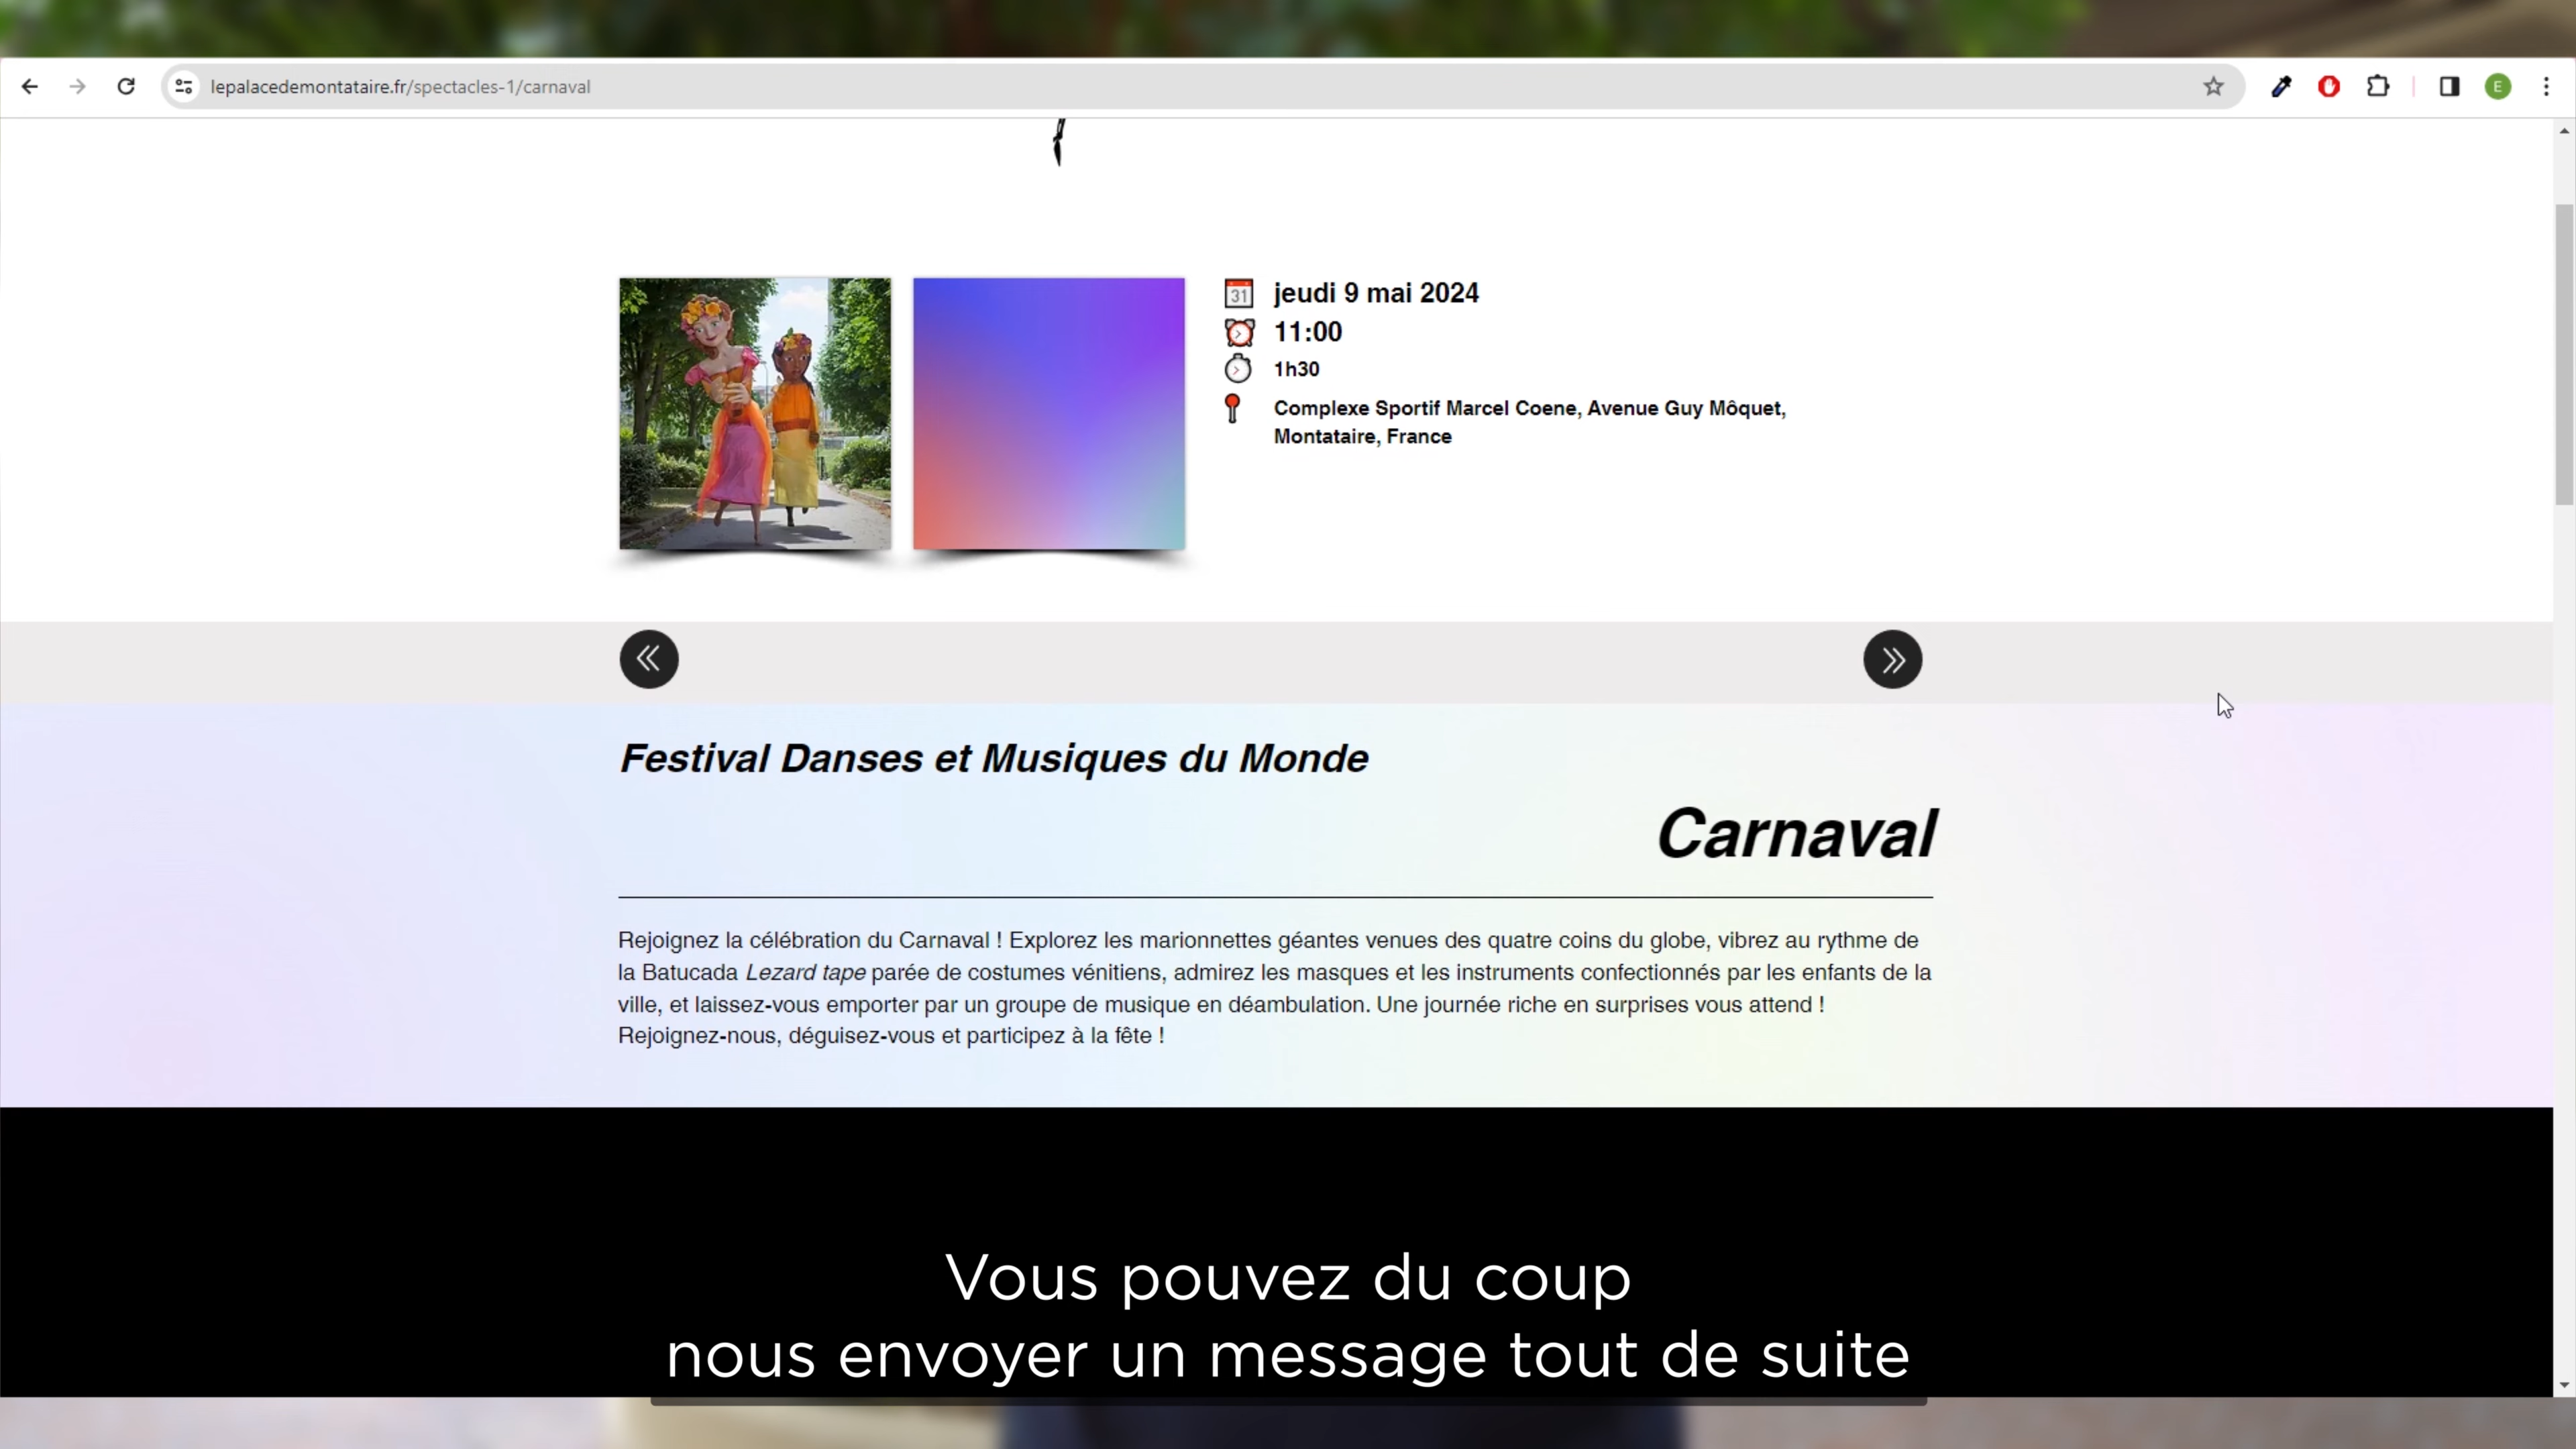 lepalacedemontataire.fr/spectacles-1/carnaval
E
31
jeudi 9 mai 2024
11:00
1h30
Complexe Sportif Marcel Coene, Avenue Guy Môquet,
Montataire, France
Festival Danses et Musiques du Monde
Carnaval
Rejoignez la célébration du Carnaval ! Explorez les marionnettes géantes venues des quatre coins du globe, vibrez au rythme de
la Batucada Lezard tape parée de costumes vénitiens, admirez les masques et les instruments confectionnés par les enfants de la
ville, et laissez-vous emporter par un groupe de musique en déambulation. Une journée riche en surprises vous attend !
Rejoignez-nous, déguisez-vous et participez à la fête !
Vous pouvez du coup
nous envoyer un message tout de suite